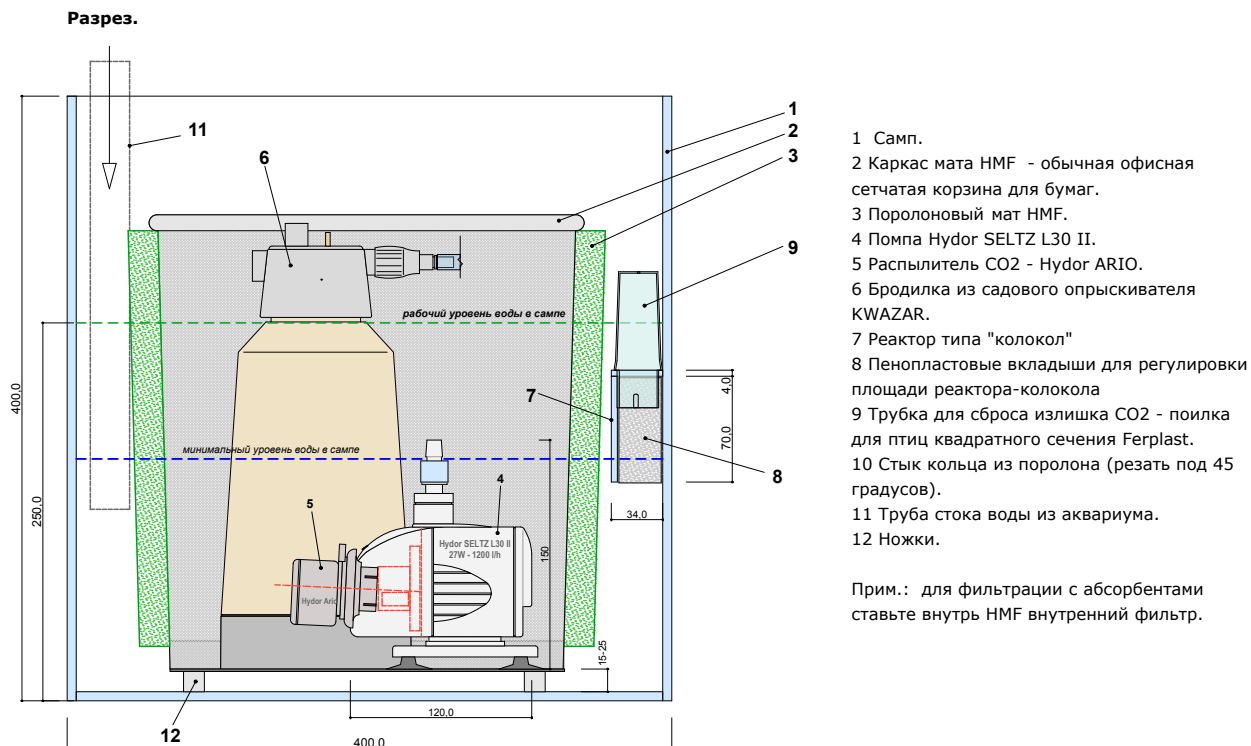 Разрез.
11
6
1
2
3
9
7
8
4
5
12
рабочий уровень воды в сампе
минимальный уровень воды в сампе
Hydor SELTZ L30 II
27W - 1200 l/h
Hydor Ario
400,0
250,0
150
15-25
120,0
400,0
4,0
70,0
34,0
1 Самп.
2 Каркас мата HMF - обычная офисная
сетчатая корзина для бумаг.
3 Поролоновый мат HMF.
4 Помпа Hydor SELTZ L30 II.
5 Распылитель CO2 - Hydor ARIO.
6 Бродилка из садового опрыскивателя
KWAZAR.
7 Реактор типа "колокол"
8 Пенопластовые вкладыши для регулировки
площади реактора-колокола
9 Трубка для сброса излишка CO2 - поилка
для птиц квадратного сечения Ferplast.
10 Стык кольца из поролона (резать под 45
градусов).
11 Труба стока воды из аквариума.
12 Ножки.
Прим.: для фильтрации с абсорбентами
ставьте внутрь HMF внутренний фильтр.